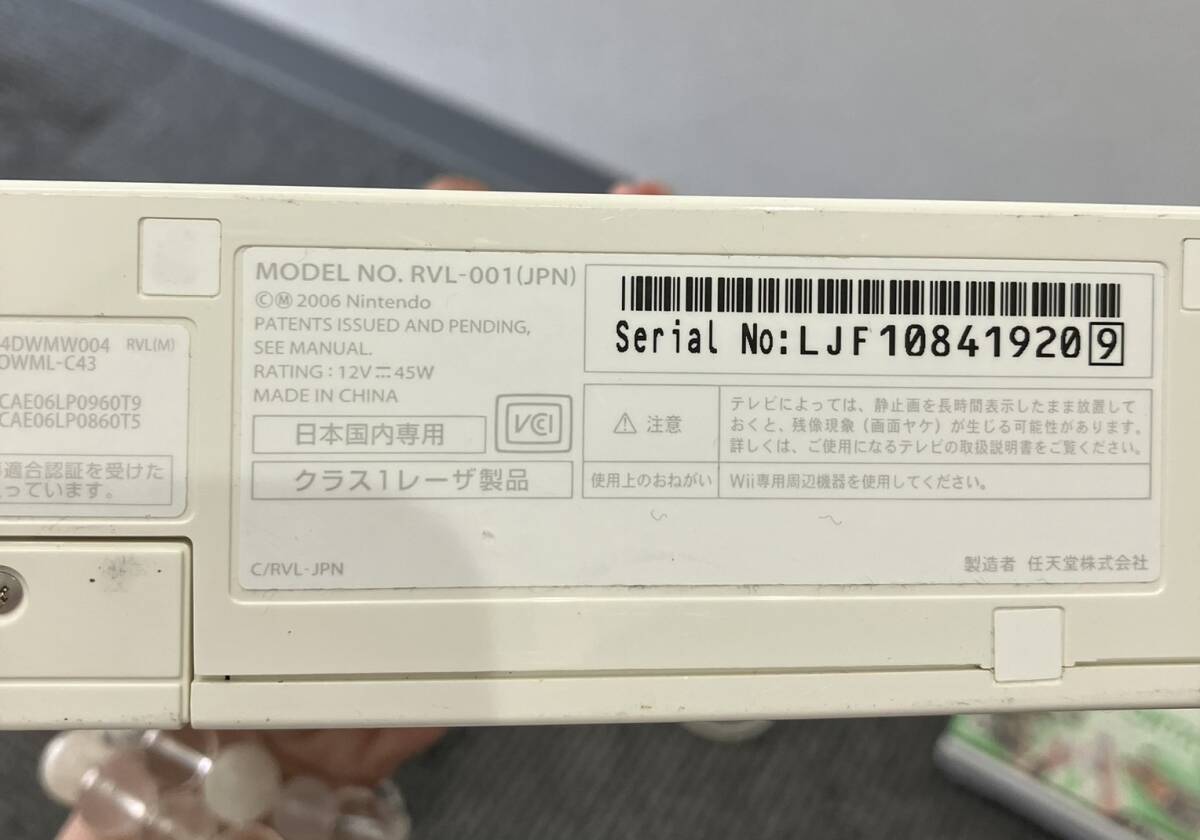 MODEL NO. RVL-001(JPN)
ⒸⓂ 2006 Nintendo
PATENTS ISSUED AND PENDING,
SEE MANUAL.
RATING : 12V⎓45W
MADE IN CHINA
日本国内専用
VCI
クラス1レーザ製品
C/RVL-JPN
Serial No:LJF108419209
注意
テレビによっては、静止画を長時間表示したまま放置して
おくと、残像現象（画面ヤケ）が生じる可能性があります。
詳しくは、ご使用になるテレビの取扱説明書をご覧ください。
使用上のおねがい
Wii専用周辺機器を使用してください。
製造者 任天堂株式会社
4DWMW004 RVL(M)
OWML-C43
CAE06LP0960T9
CAE06LP0860T5
適合認証を受けた
っています。